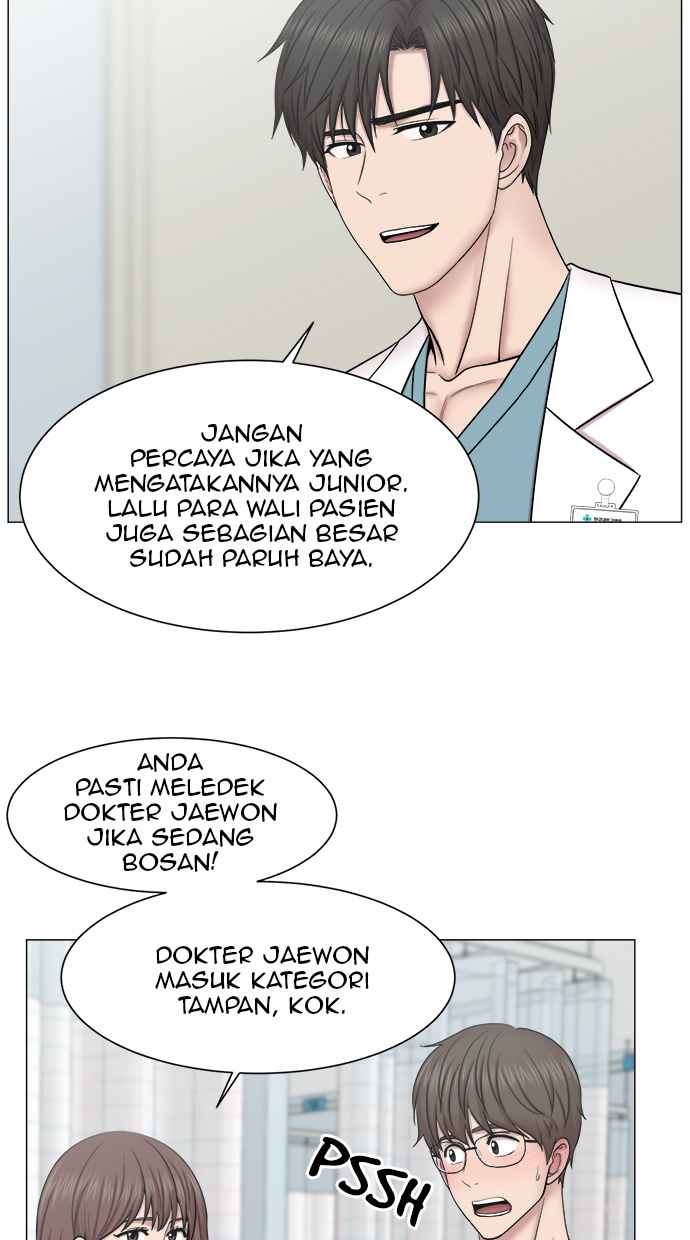 JANGAN
PERCAYA JIKA YANG
MENGATAKANNYA JUNIOR.
LALU PARA WALI PASIEN
JUGA SEBAGIAN BESAR
SUDAH PARUH BAYA.
ANDA
PASTI MELEDEK
DOKTER JAEWON
JIKA SEDANG
BOSAN!
DOKTER JAEWON
MASUK KATEGORI
TAMPAN, KOK.
PSSH